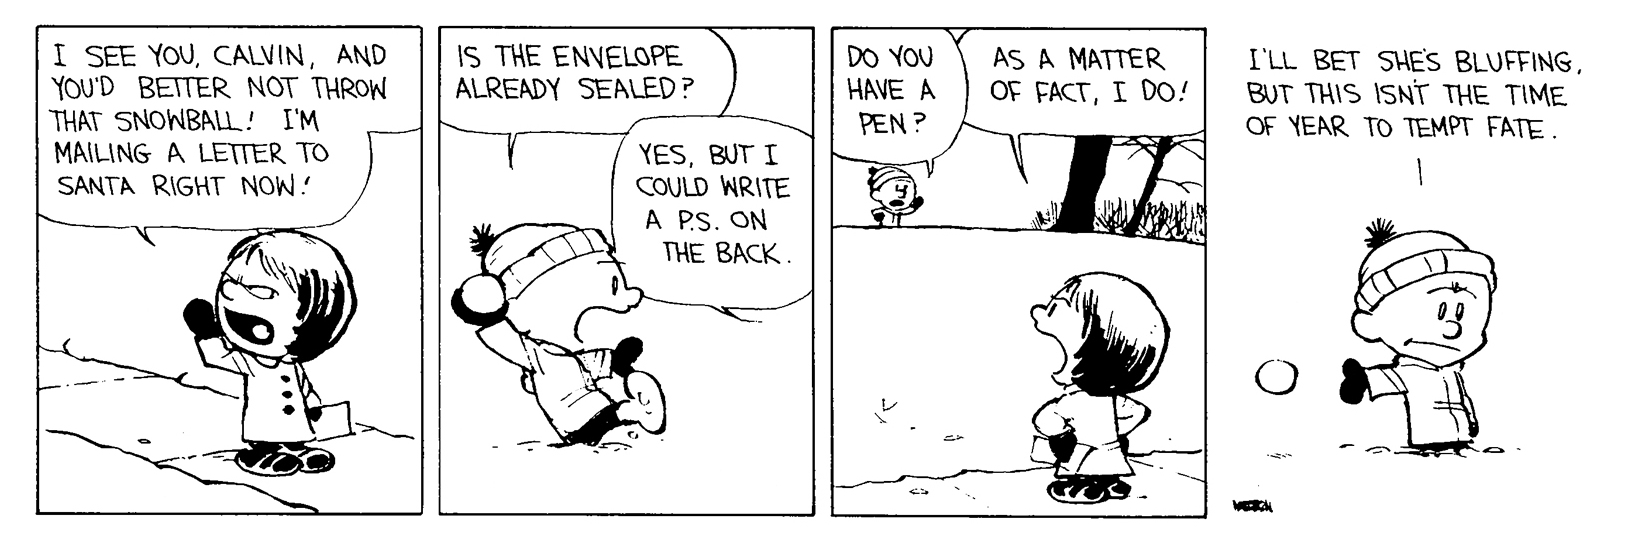 I SEE YOU, CALVIN, AND
YOU'D BETTER NOT THROW
THAT SNOWBALL! I'M
MAILING A LETTER TO
SANTA RIGHT NOW!
IS THE ENVELOPE
ALREADY SEALED?
YES, BUT I
COULD WRITE
A P.S. ON
THE BACK.
DO YOU
HAVE A
PEN?
AS A MATTER
OF FACT, I DO!
I'LL BET SHE'S BLUFFING,
BUT THIS ISN'T THE TIME
OF YEAR TO TEMPT FATE.